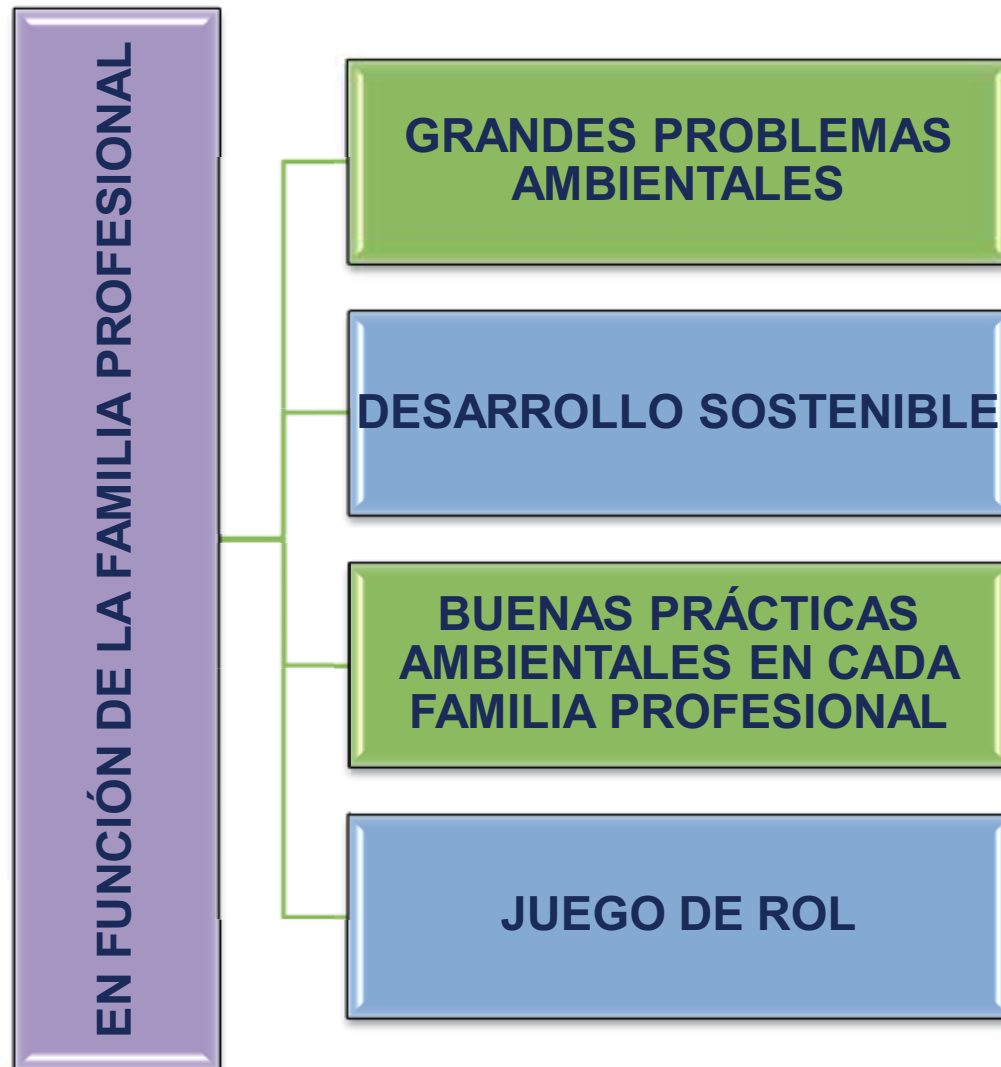 EN FUNCIÓN DE LA FAMILIA PROFESIONAL
GRANDES PROBLEMAS
AMBIENTALES
DESARROLLO SOSTENIBLE
BUENAS PRÁCTICAS
AMBIENTALES EN CADA
FAMILIA PROFESIONAL
JUEGO DE ROL